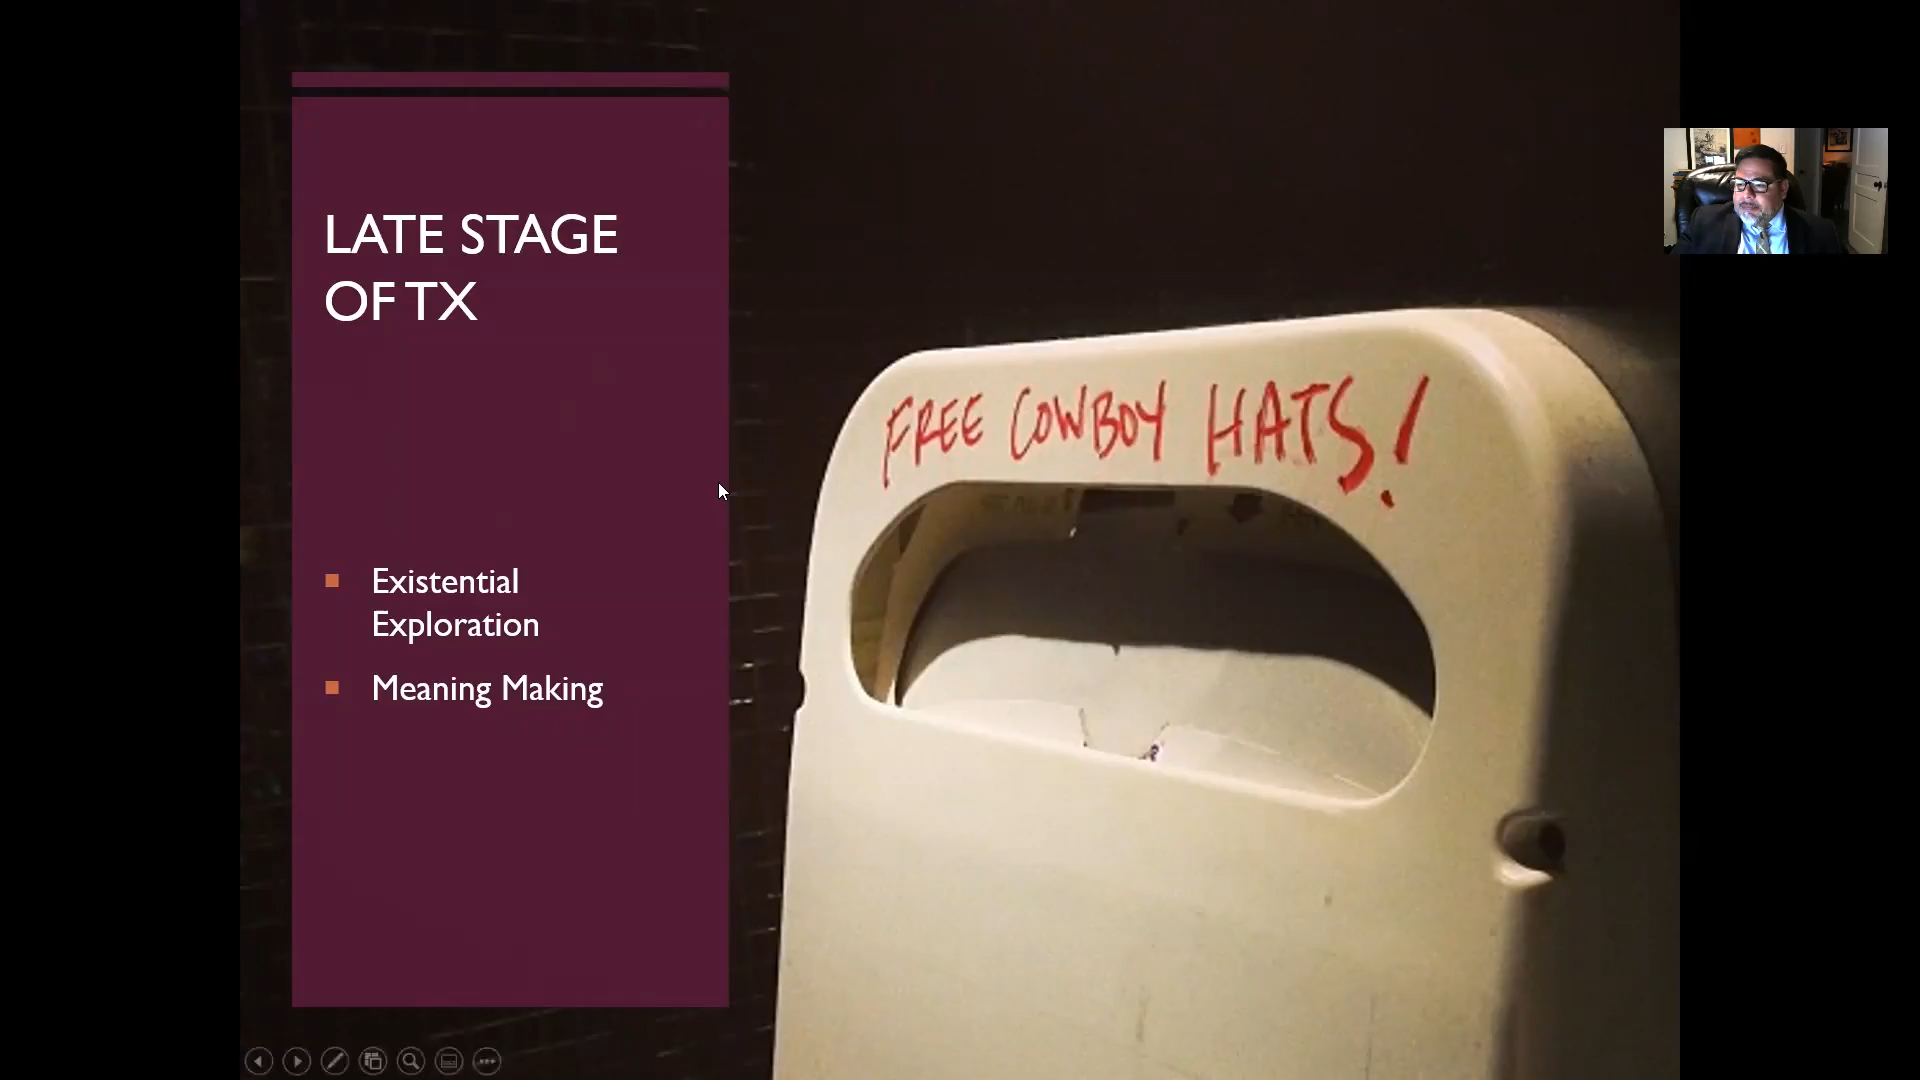 LATE STAGE
OF TX
Existential
Exploration
Meaning Making
FREE COWBOY HATS!